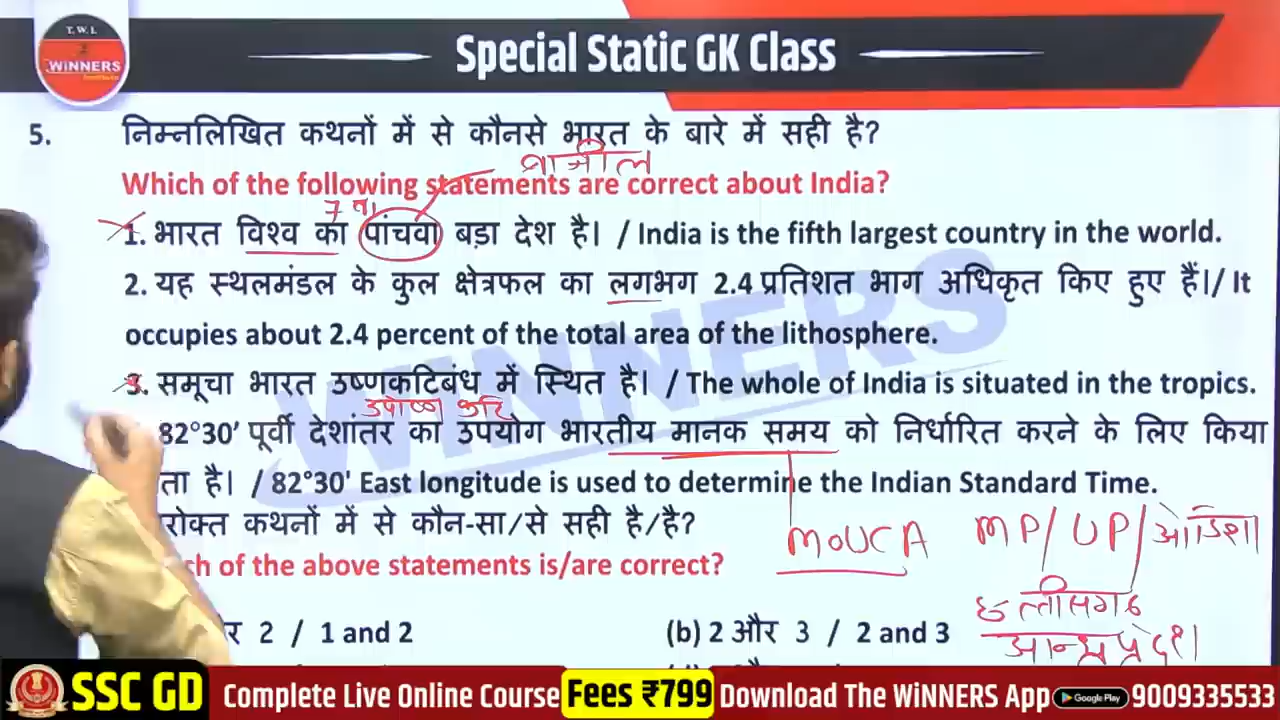 T. W. I.
WiNNERS
Special Static GK Class
5. निम्नलिखित कथनों में से कौनसे भारत के बारे में सही है?
ब्राजील
Which of the following statements are correct about India?
7 वां
1. भारत विश्व का पांचवा बड़ा देश है। / India is the fifth largest country in the world.
2. यह स्थलमंडल के कुल क्षेत्रफल का लगभग 2.4 प्रतिशत भाग अधिकृत किए हुए हैं।/ It
occupies about 2.4 percent of the total area of the lithosphere.
3. समूचा भारत उष्णकटिबंध में स्थित है। / The whole of India is situated in the tropics.
उपोष्ण कटि
82°30' पूर्वी देशांतर का उपयोग भारतीय मानक समय को निर्धारित करने के लिए किया
ता है। / 82°30' East longitude is used to determine the Indian Standard Time.
रोक्त कथनों में से कौन-सा/से सही है/है?
MOUCA MP/ UP/ ओडिशा
ch of the above statements is/are correct?
छत्तीसगढ
र 2 / 1 and 2 (b) 2 और 3 / 2 and 3
आन्ध्रप्रदेश
WINNERS
SSC GD Complete Live Online Course Fees ₹799 Download The WiNNERS App Google Play 9009335533